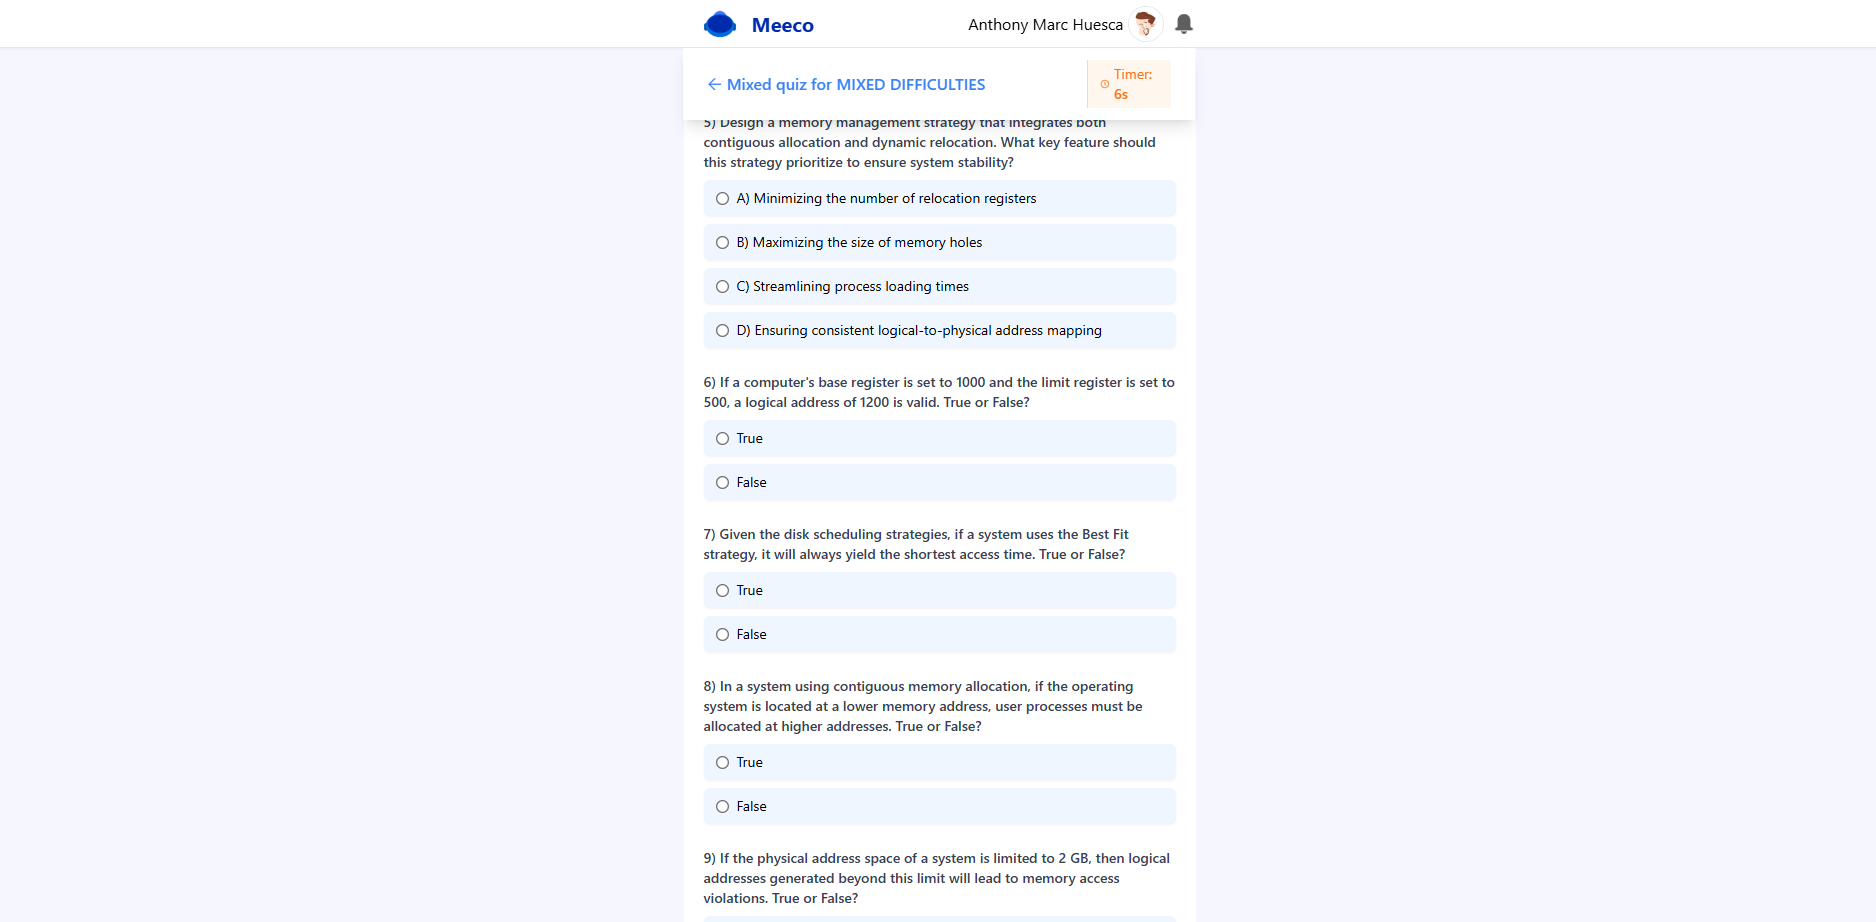 Meeco
Anthony Marc Huesca
Mixed quiz for MIXED DIFFICULTIES
Timer:
6s
5) Design a memory management strategy that integrates both
contiguous allocation and dynamic relocation. What key feature should
this strategy prioritize to ensure system stability?
A) Minimizing the number of relocation registers
B) Maximizing the size of memory holes
C) Streamlining process loading times
D) Ensuring consistent logical-to-physical address mapping
6) If a computer's base register is set to 1000 and the limit register is set to
500, a logical address of 1200 is valid. True or False?
True
False
7) Given the disk scheduling strategies, if a system uses the Best Fit
strategy, it will always yield the shortest access time. True or False?
True
False
8) In a system using contiguous memory allocation, if the operating
system is located at a lower memory address, user processes must be
allocated at higher addresses. True or False?
True
False
9) If the physical address space of a system is limited to 2 GB, then logical
addresses generated beyond this limit will lead to memory access
violations. True or False?